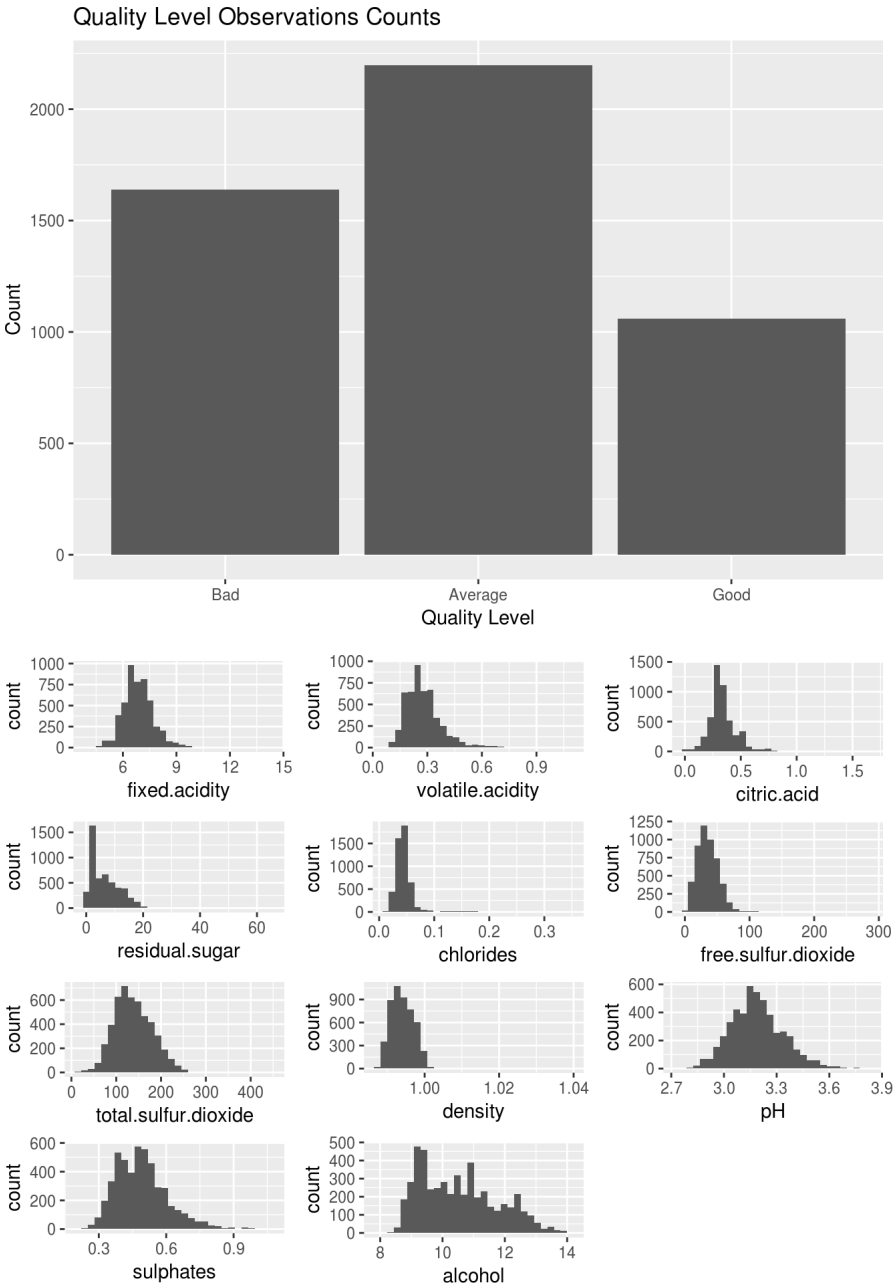 Quality Level Observations Counts
2000
1500
1000
500
0
Count
Bad Average Good
Quality Level
1000
750
500
250
0
count
6 9 12 15
fixed.acidity
1000
750
500
250
0
count
0.0 0.3 0.6 0.9
volatile.acidity
1500
1000
500
0
count
0.0 0.5 1.0 1.5
citric.acid
1500
1000
500
0
count
0 20 40 60
residual.sugar
1500
1000
500
0
count
0.0 0.1 0.2 0.3
chlorides
1250
1000
750
500
250
0
count
0 100 200 300
free.sulfur.dioxide
600
400
200
0
count
0 100 200 300 400
total.sulfur.dioxide
900
600
300
0
count
1.00 1.02 1.04
density
600
400
200
0
count
2.7 3.0 3.3 3.6 3.9
pH
600
400
200
0
count
0.3 0.6 0.9
sulphates
500
400
300
200
100
0
count
8 10 12 14
alcohol